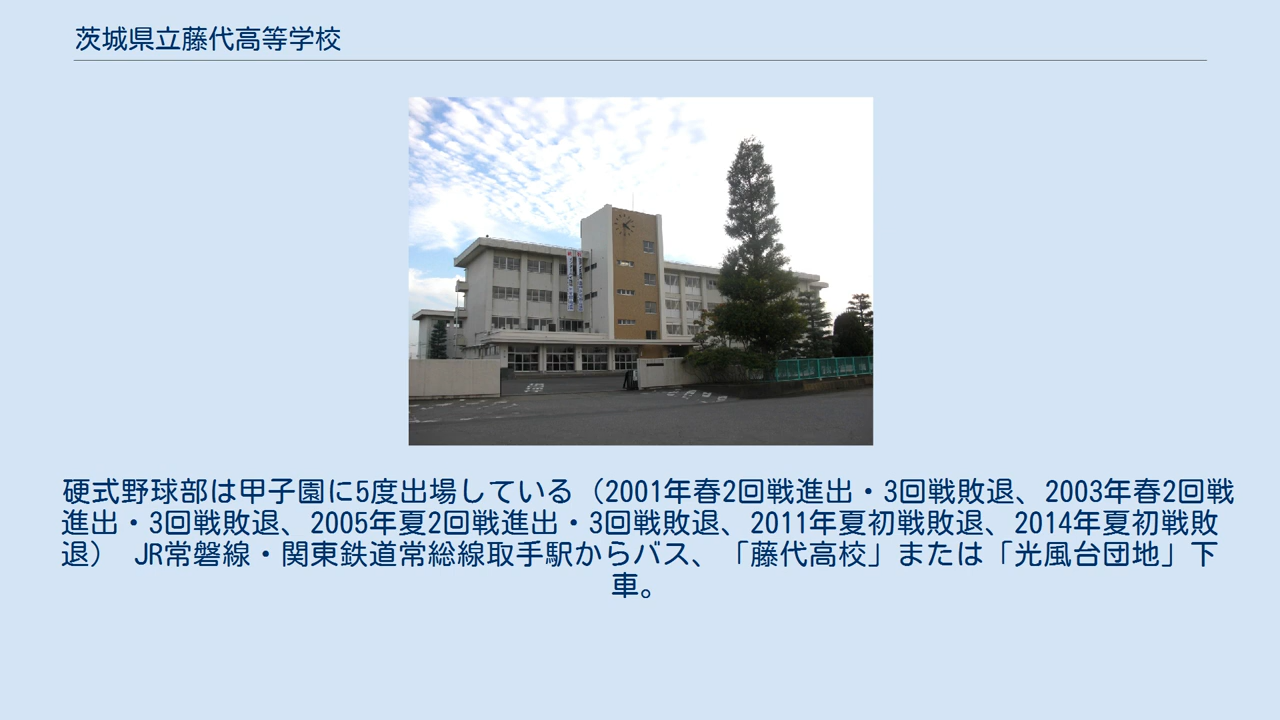 茨城県立藤代高等学校
硬式野球部は甲子園に5度出場している（2001年春2回戦進出・3回戦敗退、2003年春2回戦
進出・3回戦敗退、2005年夏2回戦進出・3回戦敗退、2011年夏初戦敗退、2014年夏初戦敗
退） JR常磐線・関東鉄道常総線取手駅からバス、「藤代高校」または「光風台団地」下
車。